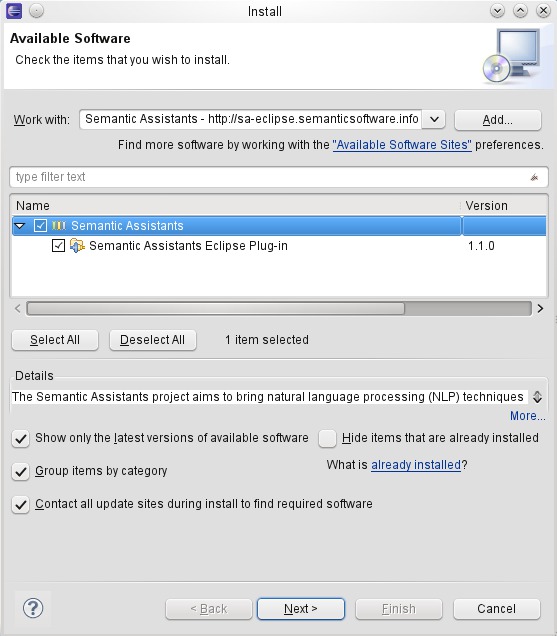 Install
Available Software
Check the items that you wish to install.
Work with: Semantic Assistants - http://sa-eclipse.semanticsoftware.info Add...
Find more software by working with the "Available Software Sites" preferences.
type filter text
Name Version
Semantic Assistants
Semantic Assistants Eclipse Plug-in 1.1.0
Select All Deselect All 1 item selected
Details
The Semantic Assistants project aims to bring natural language processing (NLP) techniques
More...
Show only the latest versions of available software Hide items that are already installed
Group items by category What is already installed?
Contact all update sites during install to find required software
? < Back Next > Finish Cancel